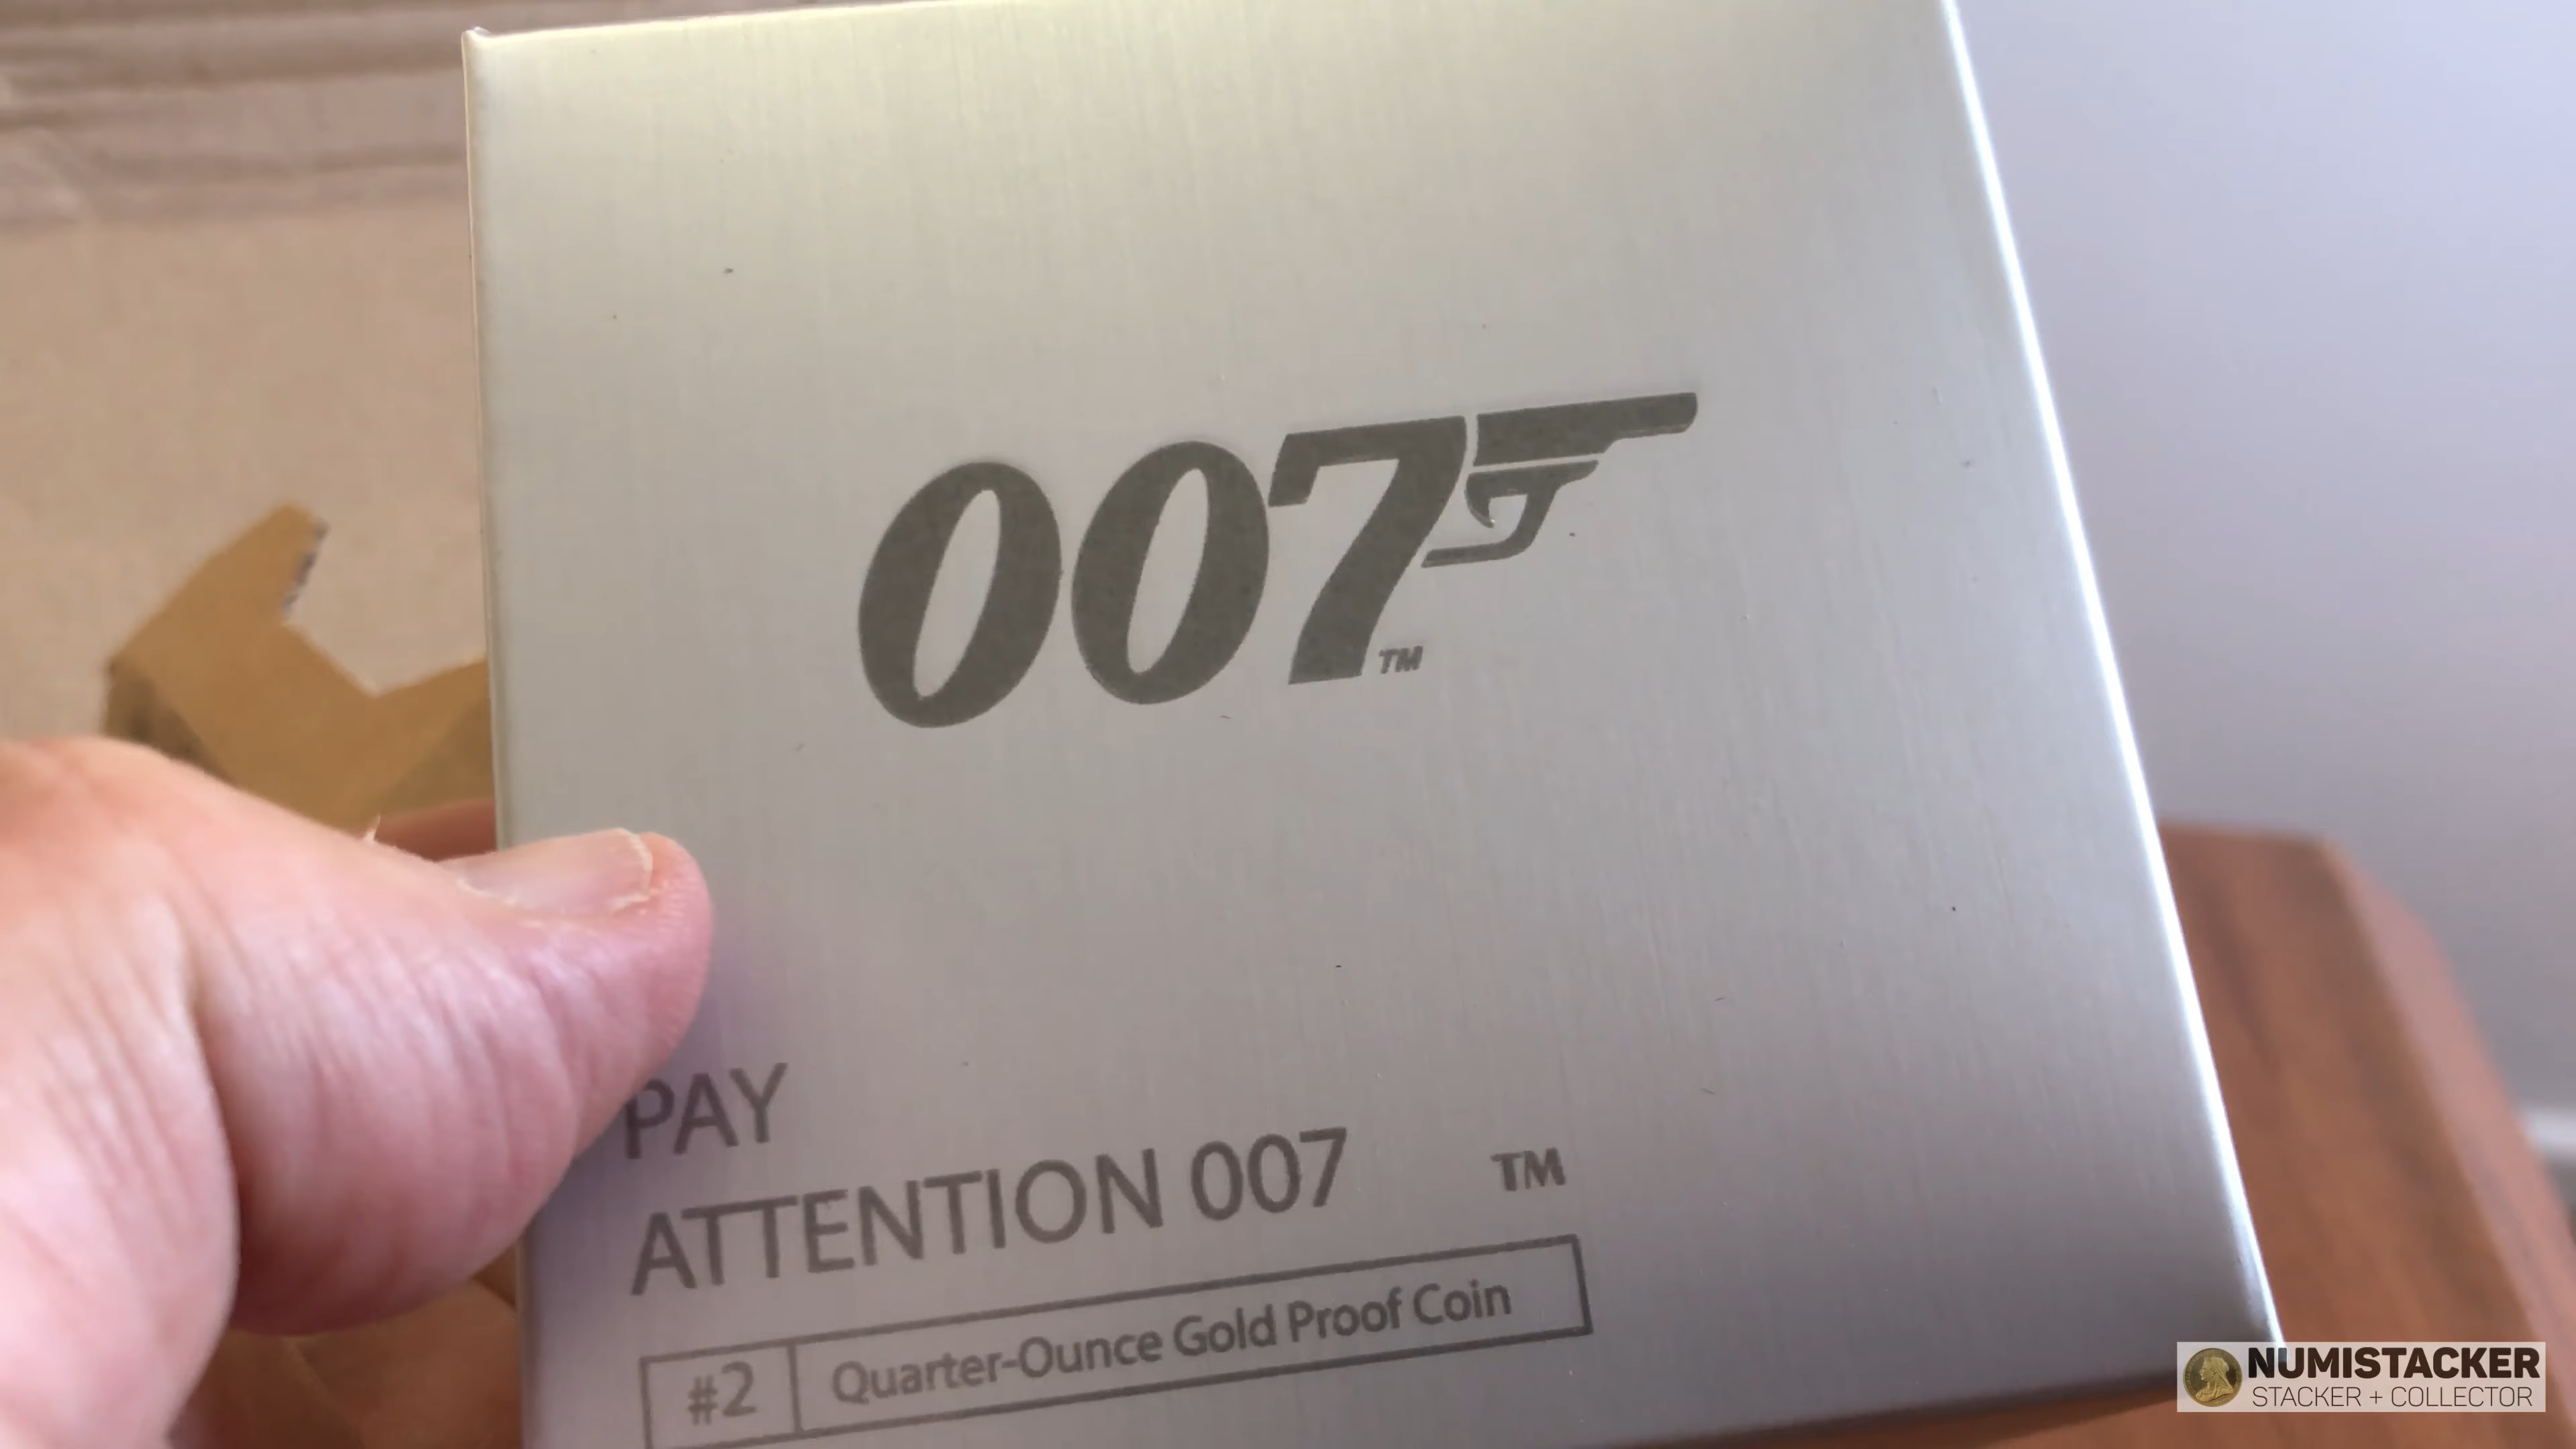 007
TM
PAY
ATTENTION 007 TM
#2 Quarter-Ounce Gold Proof Coin
NUMISTACKER
STACKER + COLLECTOR